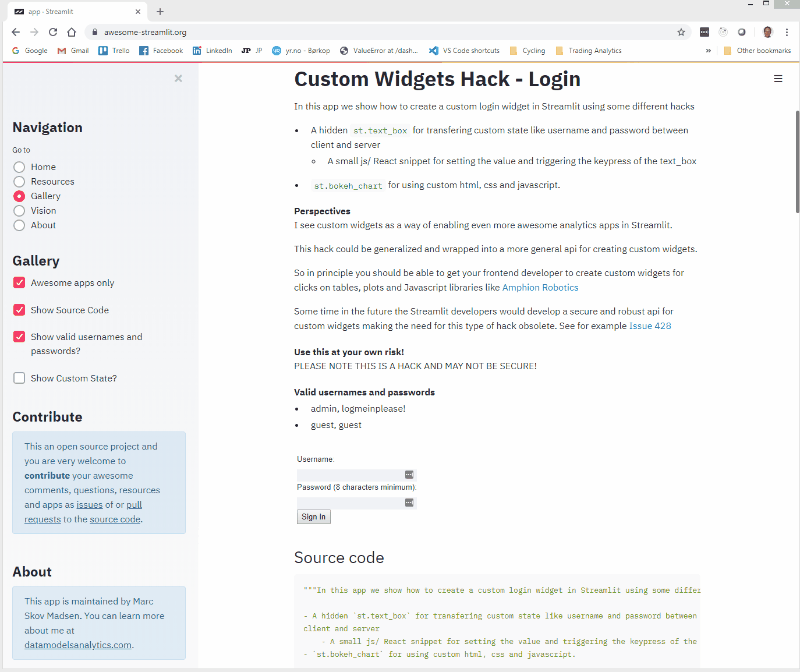 app · Streamlit
awesome-streamlit.org
Google Gmail Trello Facebook LinkedIn JP JP yr.no - Børkop ValueError at /dash... VS Code shortcuts Cycling Trading Analytics » Other bookmarks
Navigation
Go to
Home
Resources
Gallery
Vision
About
Gallery
Awesome apps only
Show Source Code
Show valid usernames and
passwords?
Show Custom State?
Contribute
This an open source project and
you are very welcome to
contribute your awesome
comments, questions, resources
and apps as issues of or pull
requests to the source code.
About
This app is maintained by Marc
Skov Madsen. You can learn more
about me at
datamodelsanalytics.com.
Custom Widgets Hack - Login
In this app we show how to create a custom login widget in Streamlit using some different hacks
• A hidden st.text_box for transfering custom state like username and password between
client and server
◦ A small js/ React snippet for setting the value and triggering the keypress of the text_box
• st.bokeh_chart for using custom html, css and javascript.
Perspectives
I see custom widgets as a way of enabling even more awesome analytics apps in Streamlit.
This hack could be generalized and wrapped into a more general api for creating custom widgets.
So in principle you should be able to get your frontend developer to create custom widgets for
clicks on tables, plots and Javascript libraries like Amphion Robotics
Some time in the future the Streamlit developers would develop a secure and robust api for
custom widgets making the need for this type of hack obsolete. See for example Issue 428
Use this at your own risk!
PLEASE NOTE THIS IS A HACK AND MAY NOT BE SECURE!
Valid usernames and passwords
• admin, logmeinplease!
• guest, guest
Username:
Password (8 characters minimum):
Sign In
Source code
"""In this app we show how to create a custom login widget in Streamlit using some differ
- A hidden `st.text_box` for transfering custom state like username and password between
client and server
- A small js/ React snippet for setting the value and triggering the keypress of the
- `st.bokeh_chart` for using custom html, css and javascript.